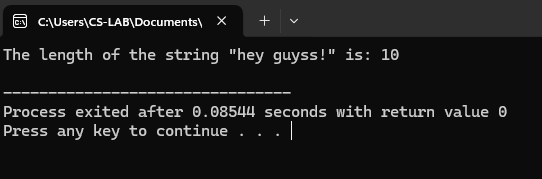 C:\Users\CS-LAB\Documents\
The length of the string "hey guyss!" is: 10
--------------------------------
Process exited after 0.08544 seconds with return value 0
Press any key to continue . . .